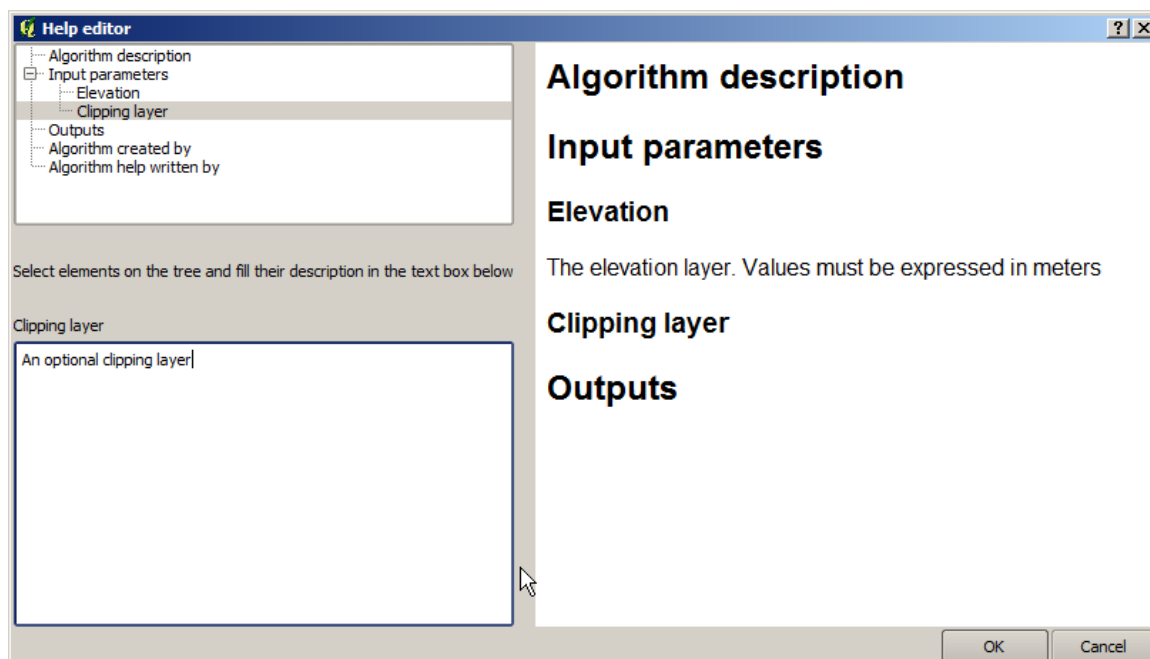 Help editor
Algorithm description
Input parameters
Elevation
Clipping layer
Outputs
Algorithm created by
Algorithm help written by
Select elements on the tree and fill their description in the text box below
Clipping layer
An optional clipping layer
Algorithm description
Input parameters
Elevation
The elevation layer. Values must be expressed in meters
Clipping layer
Outputs
OK
Cancel